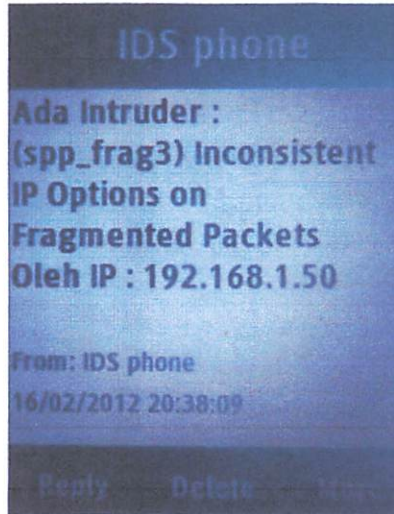 IDS phone
Ada Intruder :
(spp_frag3) Inconsistent
IP Options on
Fragmented Packets
Oleh IP : 192.168.1.50
From: IDS phone
16/02/2012 20:38:09
Reply Delete More